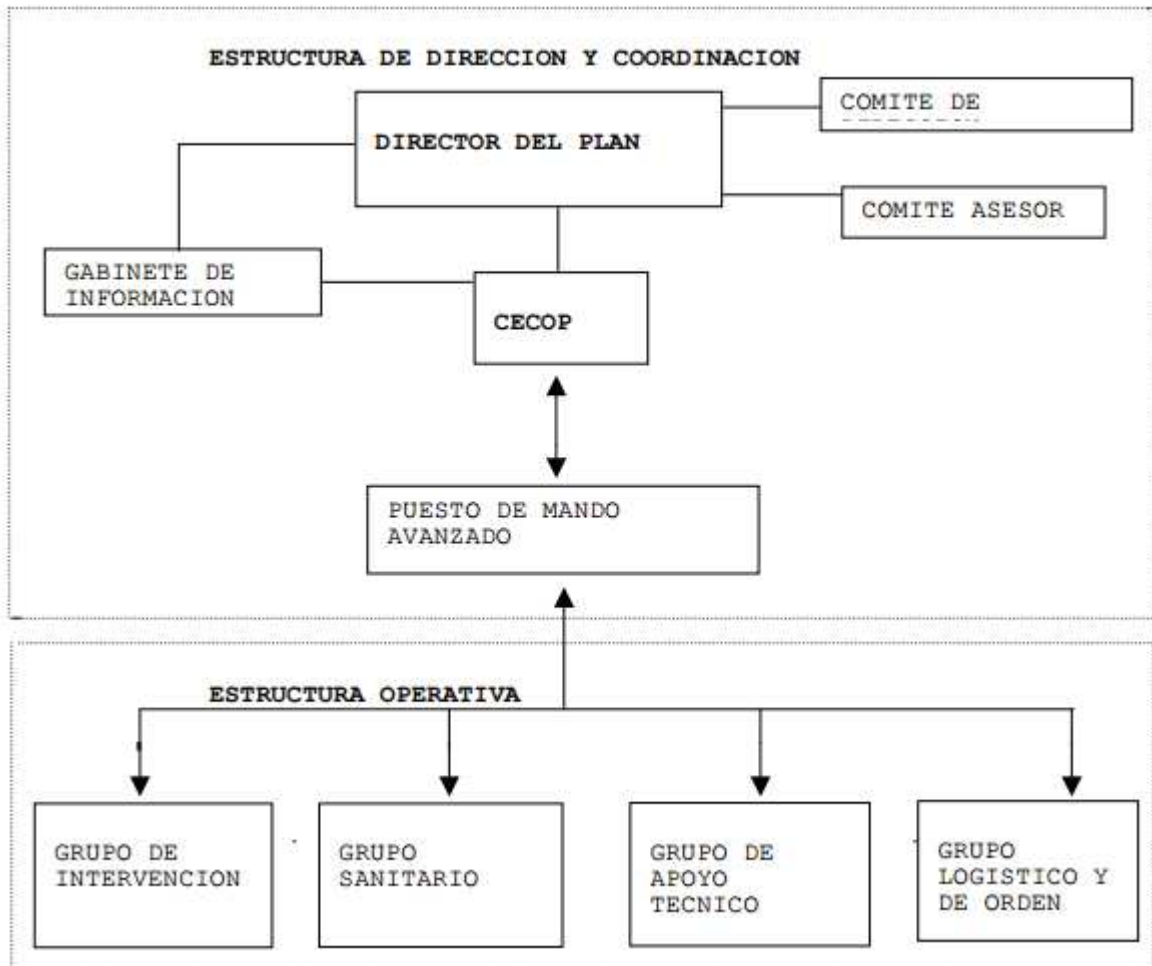 ESTRUCTURA DE DIRECCION Y COORDINACION
COMITE DE
DIRECTOR DEL PLAN
COMITE ASESOR
GABINETE DE
INFORMACION
CECOP
PUESTO DE MANDO
AVANZADO
ESTRUCTURA OPERATIVA
GRUPO DE
INTERVENCION
GRUPO
SANITARIO
GRUPO DE
APOYO
TECNICO
GRUPO
LOGISTICO Y
DE ORDEN